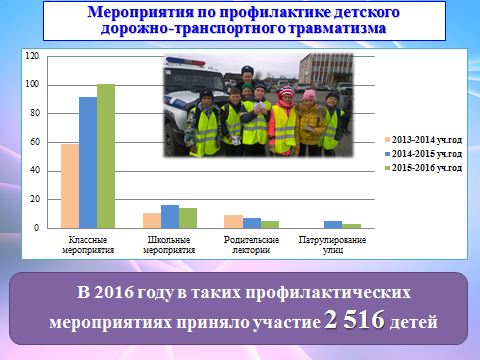 Мероприятия по профилактике детского
дорожно-транспортного травматизма
120
100
80
60
40
20
0
Классные
мероприятия
Школьные
мероприятия
Родительские
лектории
Патрулирование
улиц
2013-2014 уч.год
2014-2015 уч.год
2015-2016 уч.год
В 2016 году в таких профилактических
мероприятиях приняло участие 2 516 детей